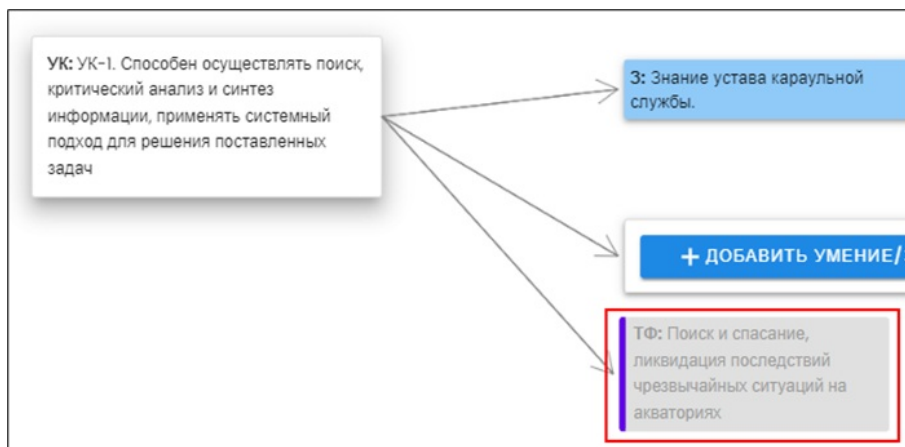 УК: УК-1. Способен осуществлять поиск,
критический анализ и синтез
информации, применять системный
подход для решения поставленных
задач
З: Знание устава караульной
службы.
+ ДОБАВИТЬ УМЕНИЕ/
ТФ: Поиск и спасание,
ликвидация последствий
чрезвычайных ситуаций на
акваториях